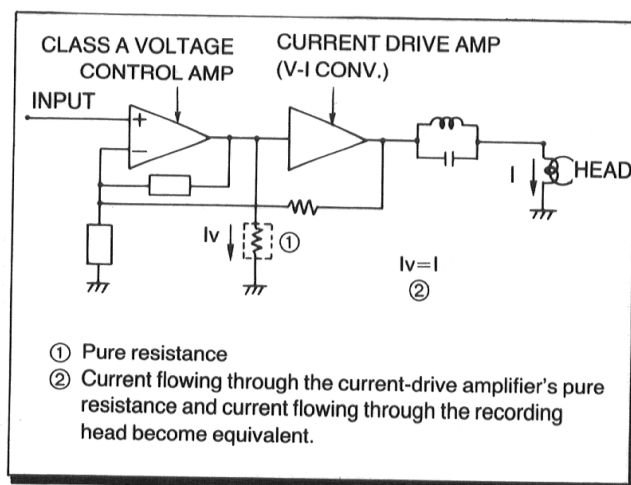 CLASS A VOLTAGE
CONTROL AMP
CURRENT DRIVE AMP
(V-I CONV.)
INPUT
+
−
I
HEAD
Iv
①
Iv=I
②
① Pure resistance
② Current flowing through the current-drive amplifier's pure
resistance and current flowing through the recording
head become equivalent.